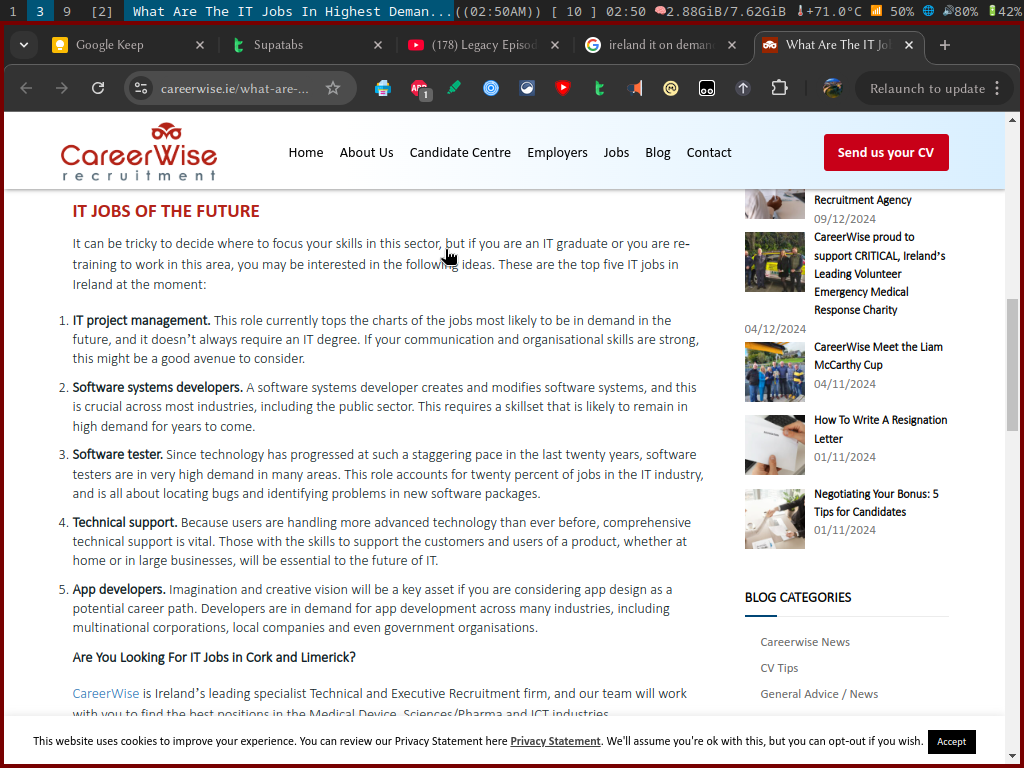 1 3 9 [2] What Are The IT Jobs In Highest Deman...((02:50AM)) [ 10 ] 02:50 2.88GiB/7.62GiB +71.0°C 50% 80% 42%
Google Keep
Supatabs
(178) Legacy Episod
ireland it on deman
What Are The IT Jo
careerwise.ie/what-are-...
1
Relaunch to update
CareerWise
recruitment
Home About Us Candidate Centre Employers Jobs Blog Contact
Send us your CV
IT JOBS OF THE FUTURE
It can be tricky to decide where to focus your skills in this sector, but if you are an IT graduate or you are re-
training to work in this area, you may be interested in the following ideas. These are the top five IT jobs in
Ireland at the moment:
1. IT project management. This role currently tops the charts of the jobs most likely to be in demand in the
future, and it doesn't always require an IT degree. If your communication and organisational skills are strong,
this might be a good avenue to consider.
2. Software systems developers. A software systems developer creates and modifies software systems, and this
is crucial across most industries, including the public sector. This requires a skillset that is likely to remain in
high demand for years to come.
3. Software tester. Since technology has progressed at such a staggering pace in the last twenty years, software
testers are in very high demand in many areas. This role accounts for twenty percent of jobs in the IT industry,
and is all about locating bugs and identifying problems in new software packages.
4. Technical support. Because users are handling more advanced technology than ever before, comprehensive
technical support is vital. Those with the skills to support the customers and users of a product, whether at
home or in large businesses, will be essential to the future of IT.
5. App developers. Imagination and creative vision will be a key asset if you are considering app design as a
potential career path. Developers are in demand for app development across many industries, including
multinational corporations, local companies and even government organisations.
Are You Looking For IT Jobs in Cork and Limerick?
CareerWise is Ireland's leading specialist Technical and Executive Recruitment firm, and our team will work
with you to find the best positions in the Medical Device, Sciences/Pharma and ICT industries.
Recruitment Agency
09/12/2024
CareerWise proud to
support CRITICAL, Ireland's
Leading Volunteer
Emergency Medical
Response Charity
04/12/2024
CareerWise Meet the Liam
McCarthy Cup
04/11/2024
How To Write A Resignation
Letter
01/11/2024
Negotiating Your Bonus: 5
Tips for Candidates
01/11/2024
BLOG CATEGORIES
Careerwise News
CV Tips
General Advice / News
This website uses cookies to improve your experience. You can review our Privacy Statement here Privacy Statement. We'll assume you're ok with this, but you can opt-out if you wish. Accept